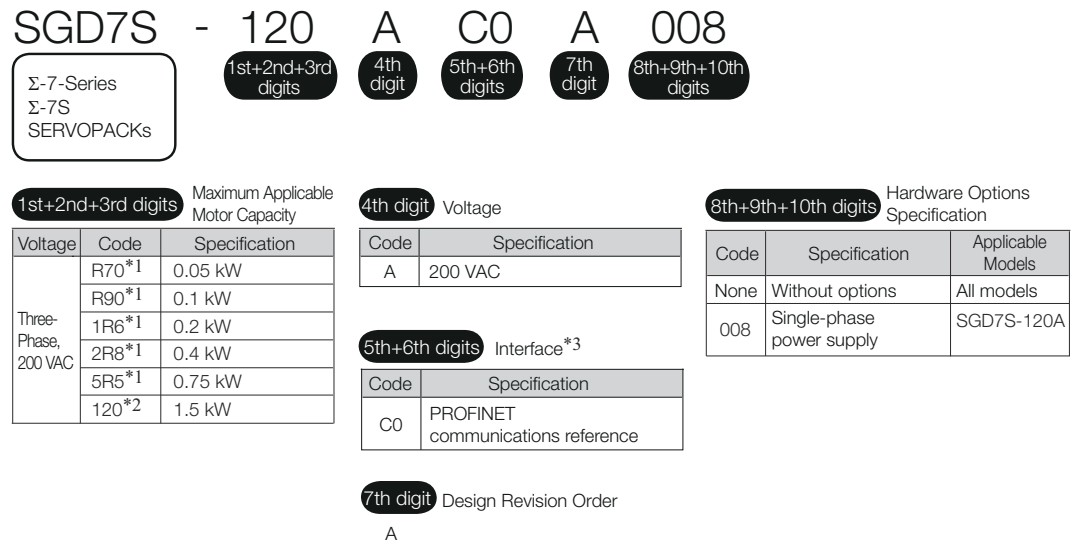 SGD7S - 120 A C0 A 008
1st+2nd+3rd digits 4th digit 5th+6th digits 7th digit 8th+9th+10th digits
Σ-7-Series
Σ-7S
SERVOPACKs
1st+2nd+3rd digits Maximum Applicable Motor Capacity
Voltage Code Specification
Three-Phase, 200 VAC
R70*1 0.05 kW
R90*1 0.1 kW
1R6*1 0.2 kW
2R8*1 0.4 kW
5R5*1 0.75 kW
120*2 1.5 kW
4th digit Voltage
Code Specification
A 200 VAC
5th+6th digits Interface*3
Code Specification
C0 PROFINET
communications reference
7th digit Design Revision Order
A
8th+9th+10th digits Hardware Options Specification
Code Specification Applicable Models
None Without options All models
008 Single-phase power supply SGD7S-120A